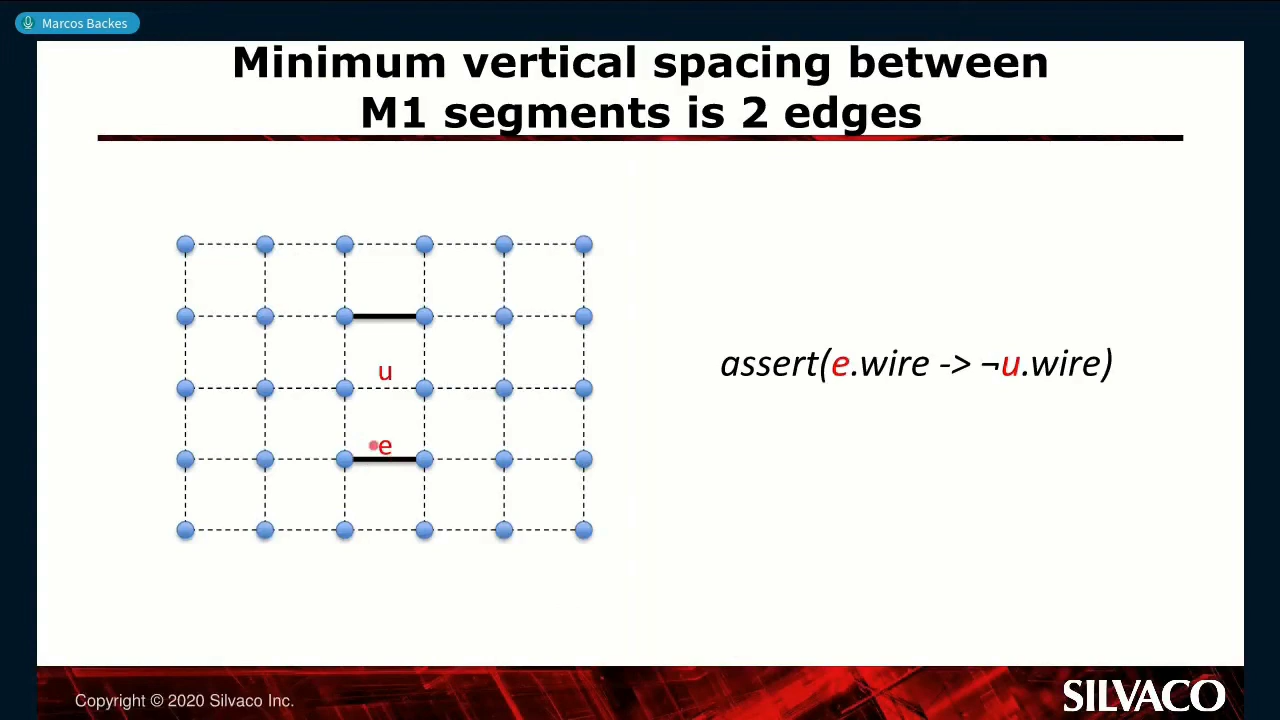 Marcos Backes
Minimum vertical spacing between
M1 segments is 2 edges
u
e
assert(e.wire -> ¬u.wire)
Copyright © 2020 Silvaco Inc.
SILVACO